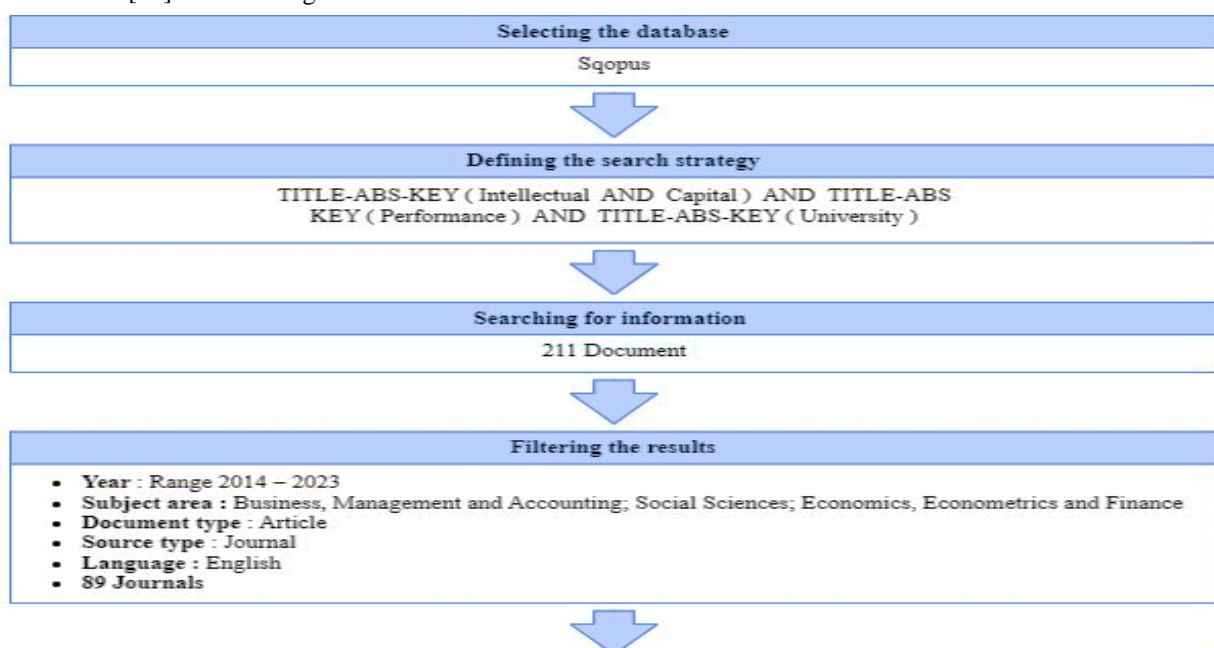 Selecting the database
Sqopus
Defining the search strategy
TITLE-ABS-KEY ( Intellectual AND Capital ) AND TITLE-ABS
KEY ( Performance ) AND TITLE-ABS-KEY ( University )
Searching for information
211 Document
Filtering the results
• Year : Range 2014 – 2023
• Subject area : Business, Management and Accounting; Social Sciences; Economics, Econometrics and Finance
• Document type : Article
• Source type : Journal
• Language : English
• 89 Journals